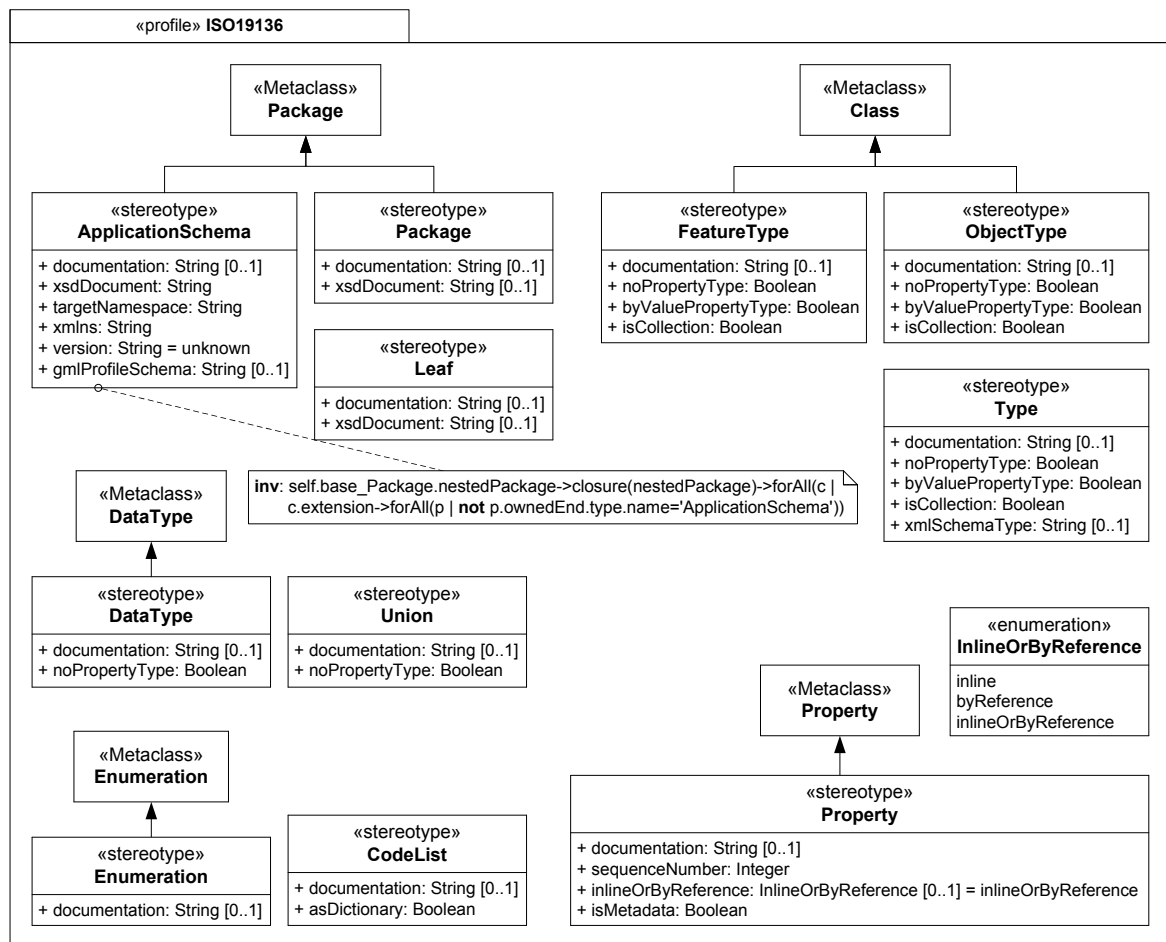 «profile» ISO19136
«Metaclass»
Package
«Metaclass»
Class
«stereotype»
ApplicationSchema
+ documentation: String [0..1]
+ xsdDocument: String
+ targetNamespace: String
+ xmlns: String
+ version: String = unknown
+ gmlProfileSchema: String [0..1]
«stereotype»
Package
+ documentation: String [0..1]
+ xsdDocument: String [0..1]
«stereotype»
FeatureType
+ documentation: String [0..1]
+ noPropertyType: Boolean
+ byValuePropertyType: Boolean
+ isCollection: Boolean
«stereotype»
ObjectType
+ documentation: String [0..1]
+ noPropertyType: Boolean
+ byValuePropertyType: Boolean
+ isCollection: Boolean
«stereotype»
Leaf
+ documentation: String [0..1]
+ xsdDocument: String [0..1]
«stereotype»
Type
+ documentation: String [0..1]
+ noPropertyType: Boolean
+ byValuePropertyType: Boolean
+ isCollection: Boolean
+ xmlSchemaType: String [0..1]
inv: self.base_Package.nestedPackage->closure(nestedPackage)->forAll(c |
c.extension->forAll(p | not p.ownedEnd.type.name='ApplicationSchema'))
«Metaclass»
DataType
«stereotype»
DataType
+ documentation: String [0..1]
+ noPropertyType: Boolean
«stereotype»
Union
+ documentation: String [0..1]
+ noPropertyType: Boolean
«enumeration»
InlineOrByReference
inline
byReference
inlineOrByReference
«Metaclass»
Property
«Metaclass»
Enumeration
«stereotype»
Enumeration
+ documentation: String [0..1]
«stereotype»
CodeList
+ documentation: String [0..1]
+ asDictionary: Boolean
«stereotype»
Property
+ documentation: String [0..1]
+ sequenceNumber: Integer
+ inlineOrByReference: InlineOrByReference [0..1] = inlineOrByReference
+ isMetadata: Boolean